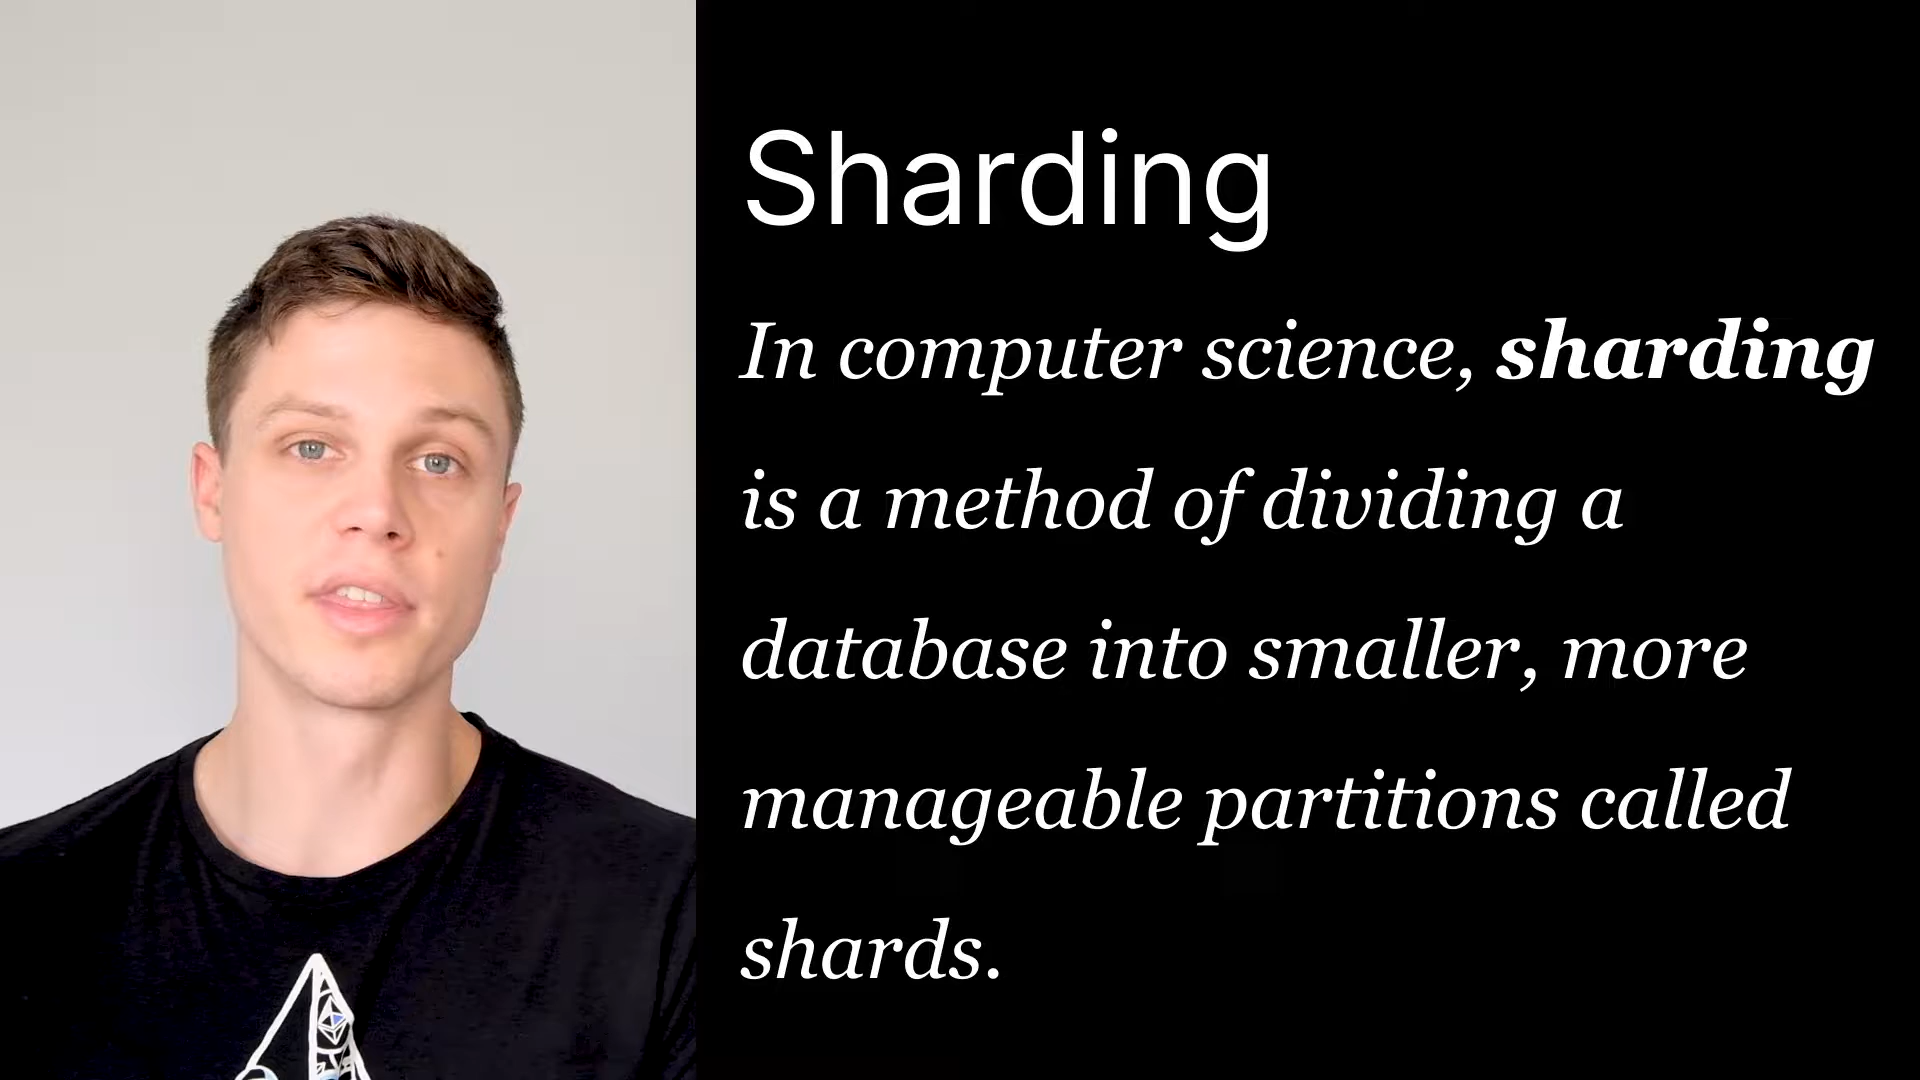 Sharding
In computer science, sharding
is a method of dividing a
database into smaller, more
manageable partitions called
shards.